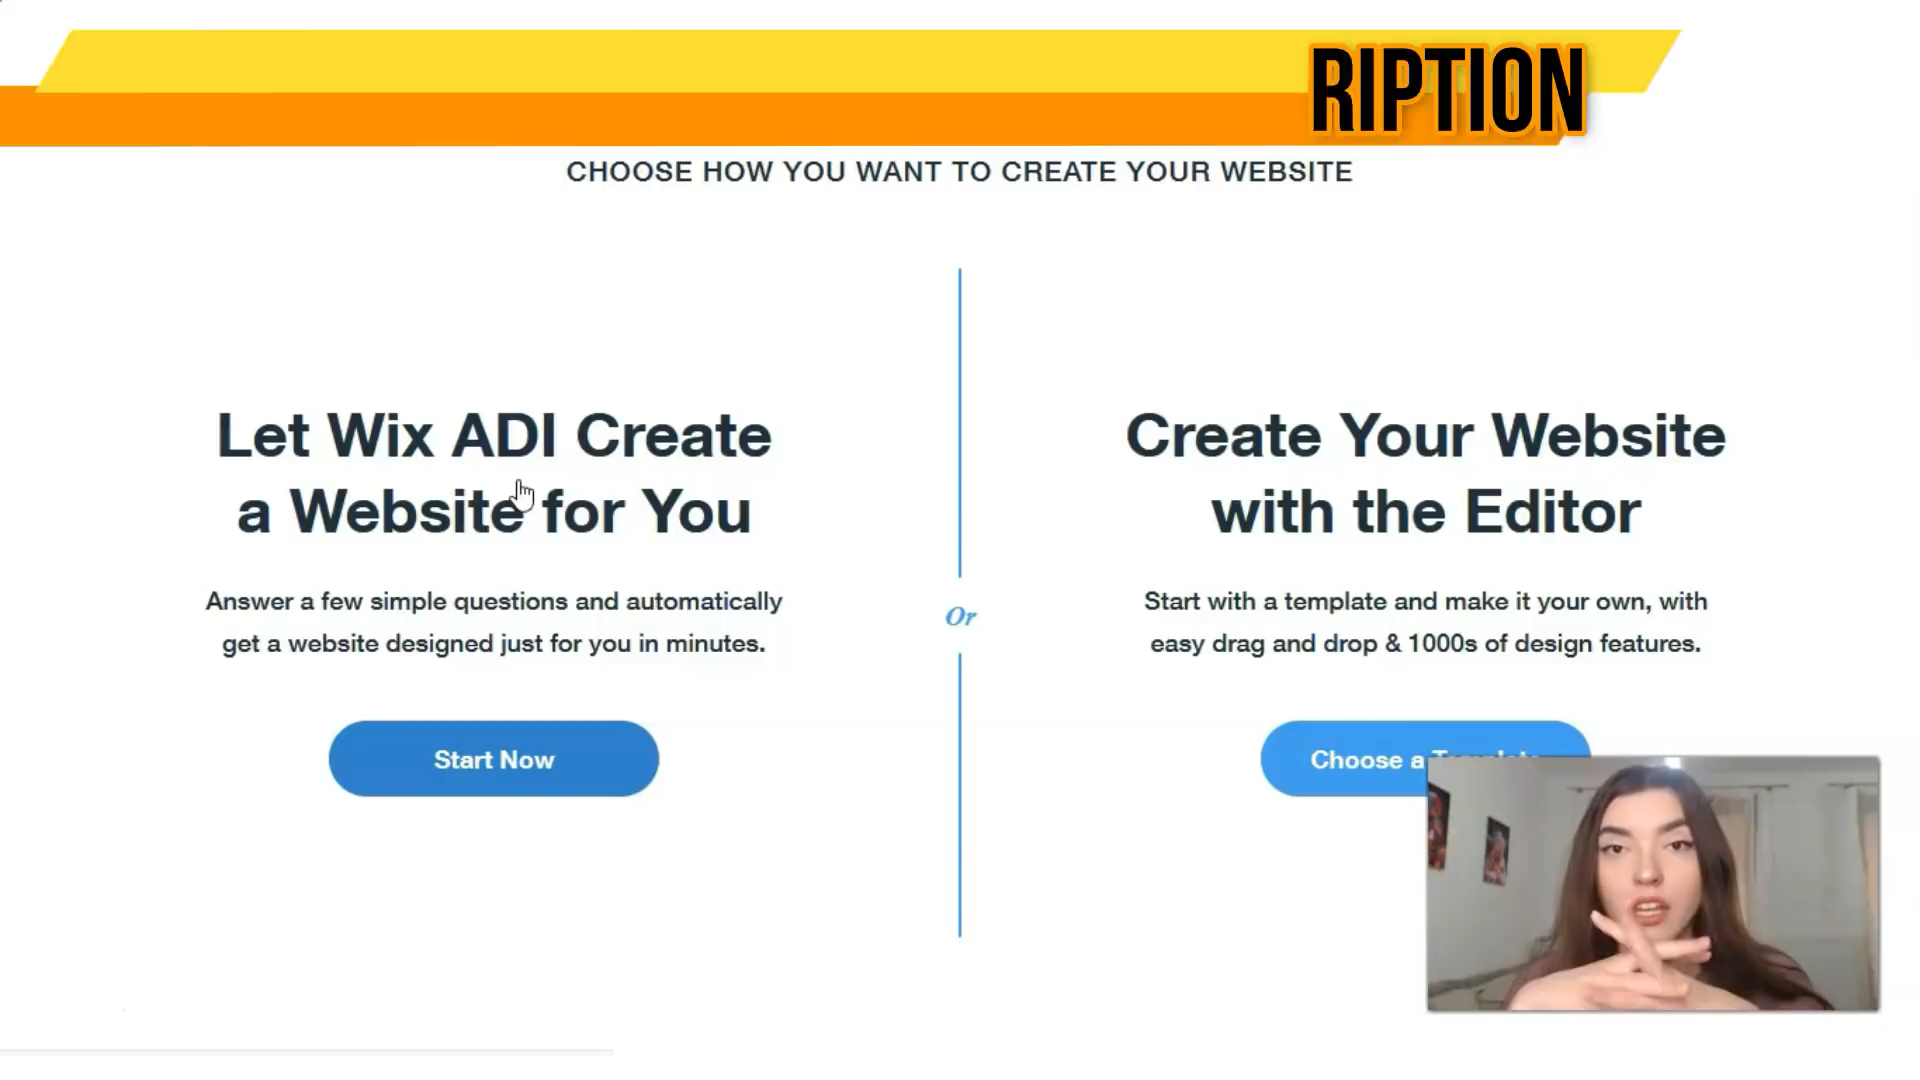 RIPTION
CHOOSE HOW YOU WANT TO CREATE YOUR WEBSITE
Let Wix ADI Create
a Website for You
Answer a few simple questions and automatically
get a website designed just for you in minutes.
Start Now
Or
Create Your Website
with the Editor
Start with a template and make it your own, with
easy drag and drop & 1000s of design features.
Choose a